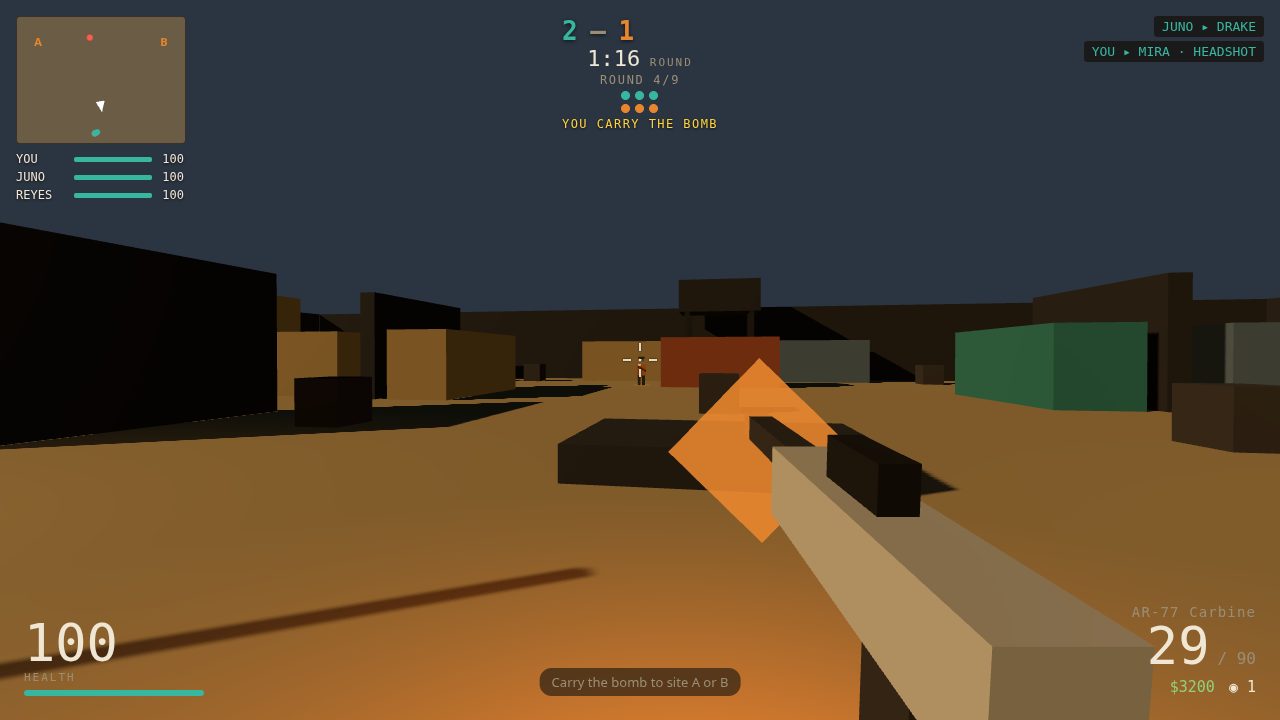 A B
YOU 100
JUNO 100
REYES 100
2 – 1
1:16 ROUND
ROUND 4/9
YOU CARRY THE BOMB
JUNO ▸ DRAKE
YOU ▸ MIRA · HEADSHOT
100
HEALTH
Carry the bomb to site A or B
AR-77 Carbine
29 / 90
$3200 ◉ 1